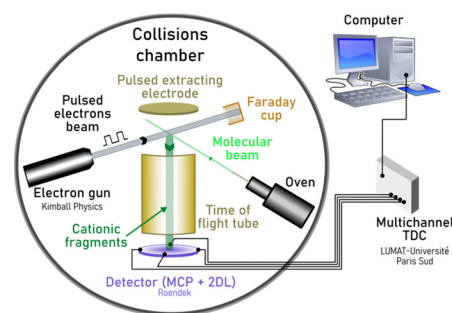 Collisions
chamber
Computer
Pulsed extracting
electrode
Faraday
cup
Pulsed
electrons
beam
Molecular
beam
Electron gun
Kimball Physics
Oven
Time of
flight tube
Cationic
fragments
Multichannel
TDC
LUMAT-Université
Paris Sud
Detector (MCP + 2DL)
Roendek